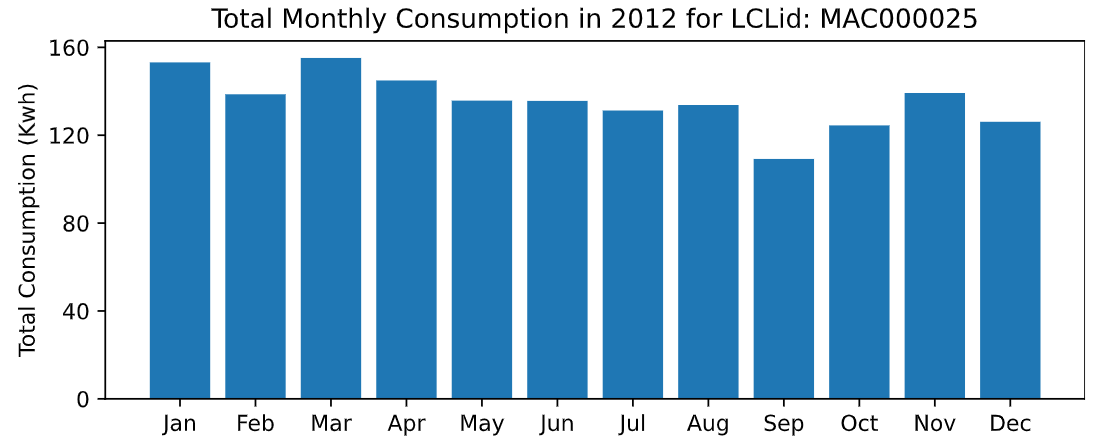 Total Monthly Consumption in 2012 for LCLid: MAC000025
Total Consumption (Kwh)
160
120
80
40
0
Jan Feb Mar Apr May Jun Jul Aug Sep Oct Nov Dec